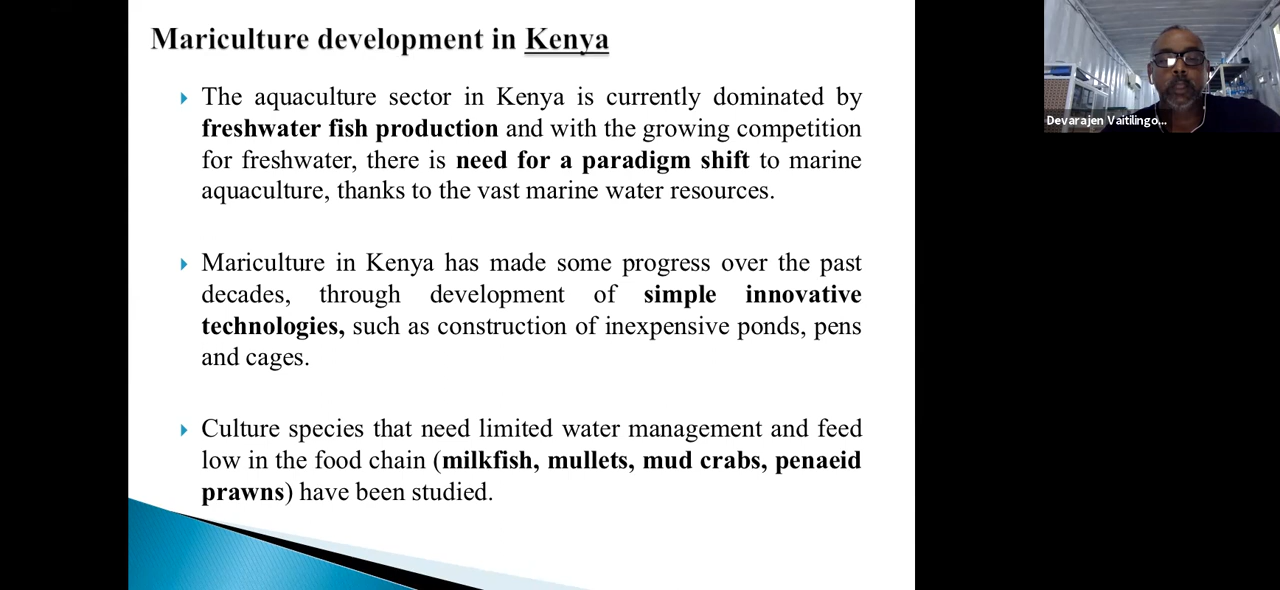 Mariculture development in Kenya
The aquaculture sector in Kenya is currently dominated by
freshwater fish production and with the growing competition
for freshwater, there is need for a paradigm shift to marine
aquaculture, thanks to the vast marine water resources.
Mariculture in Kenya has made some progress over the past
decades, through development of simple innovative
technologies, such as construction of inexpensive ponds, pens
and cages.
Culture species that need limited water management and feed
low in the food chain (milkfish, mullets, mud crabs, penaeid
prawns) have been studied.
Devarajen Vaitilingo...